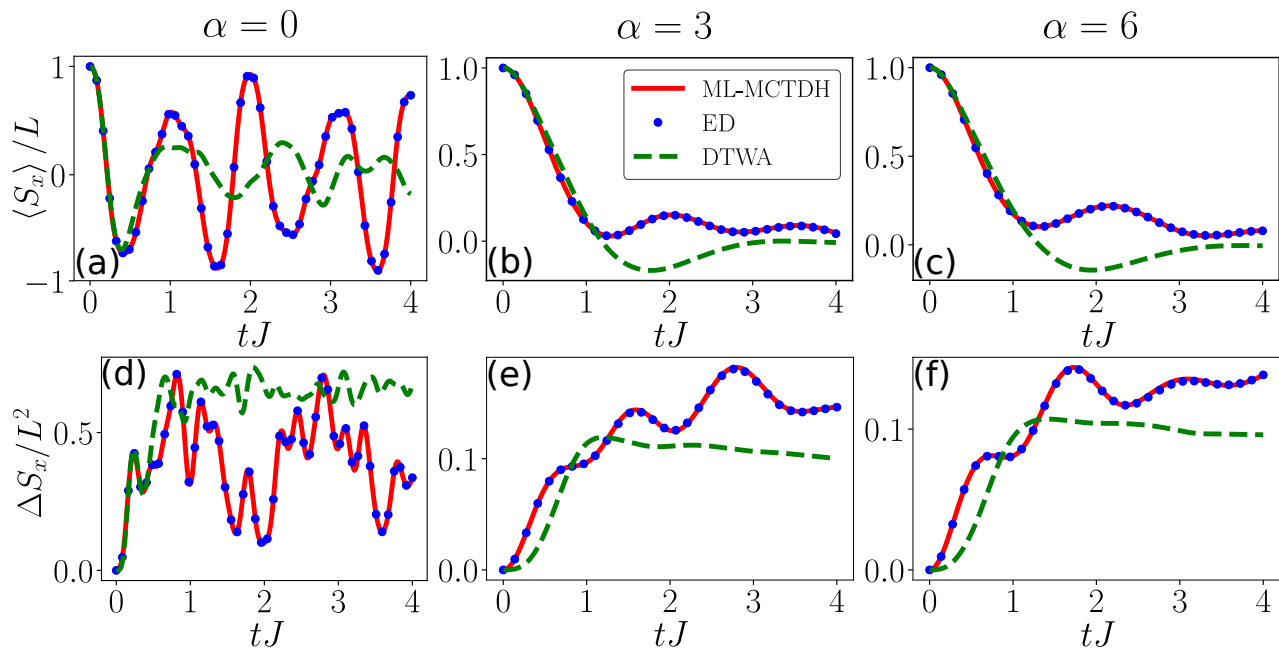 α = 0
α = 3
α = 6
⟨S_x⟩ / L
1
0
−1
(a)
0 1 2 3 4
tJ
1.0
0.5
0.0
(b)
ML-MCTDH
ED
DTWA
0 1 2 3 4
tJ
1.0
0.5
0.0
(c)
0 1 2 3 4
tJ
ΔS_x/L²
0.5
0.0
(d)
0 1 2 3 4
tJ
0.1
0.0
(e)
0 1 2 3 4
tJ
0.1
0.0
(f)
0 1 2 3 4
tJ